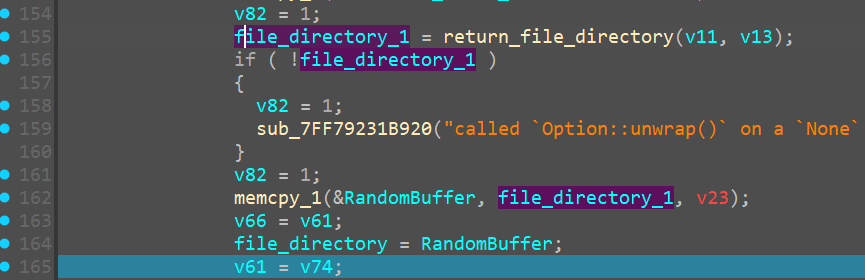 154 v82 = 1;
155 file_directory_1 = return_file_directory(v11, v13);
156 if ( !file_directory_1 )
157 {
158 v82 = 1;
159 sub_7FF79231B920("called `Option::unwrap()` on a `None`
160 }
161 v82 = 1;
162 memcpy_1(&RandomBuffer, file_directory_1, v23);
163 v66 = v61;
164 file_directory = RandomBuffer;
165 v61 = v74;